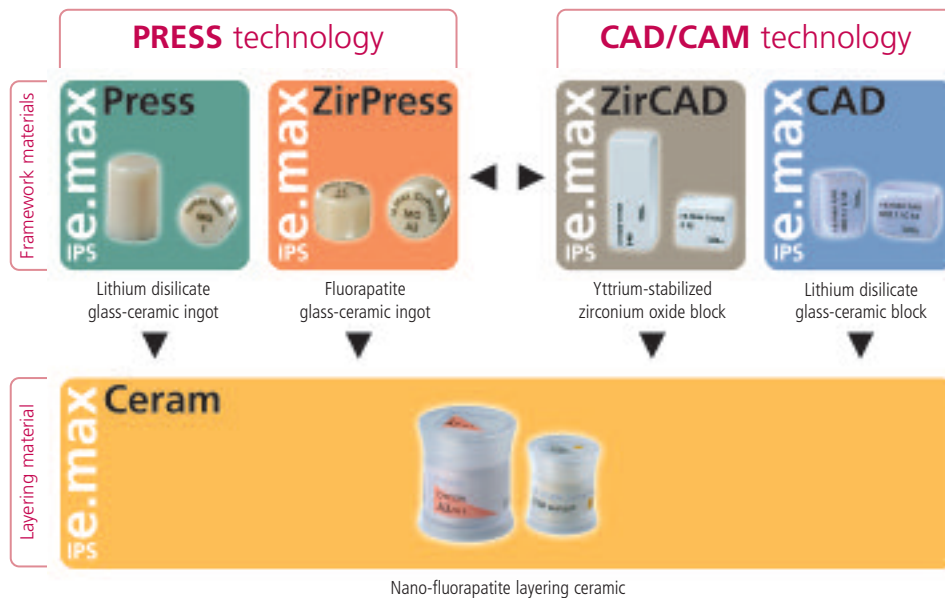 PRESS technology
CAD/CAM technology
Framework materials
IPS e.max Press
IPS e.max ZirPress
IPS e.max ZirCAD
IPS e.max CAD
Lithium disilicate
glass-ceramic ingot
Fluorapatite
glass-ceramic ingot
Yttrium-stabilized
zirconium oxide block
Lithium disilicate
glass-ceramic block
Layering material
IPS e.max Ceram
Nano-fluorapatite layering ceramic